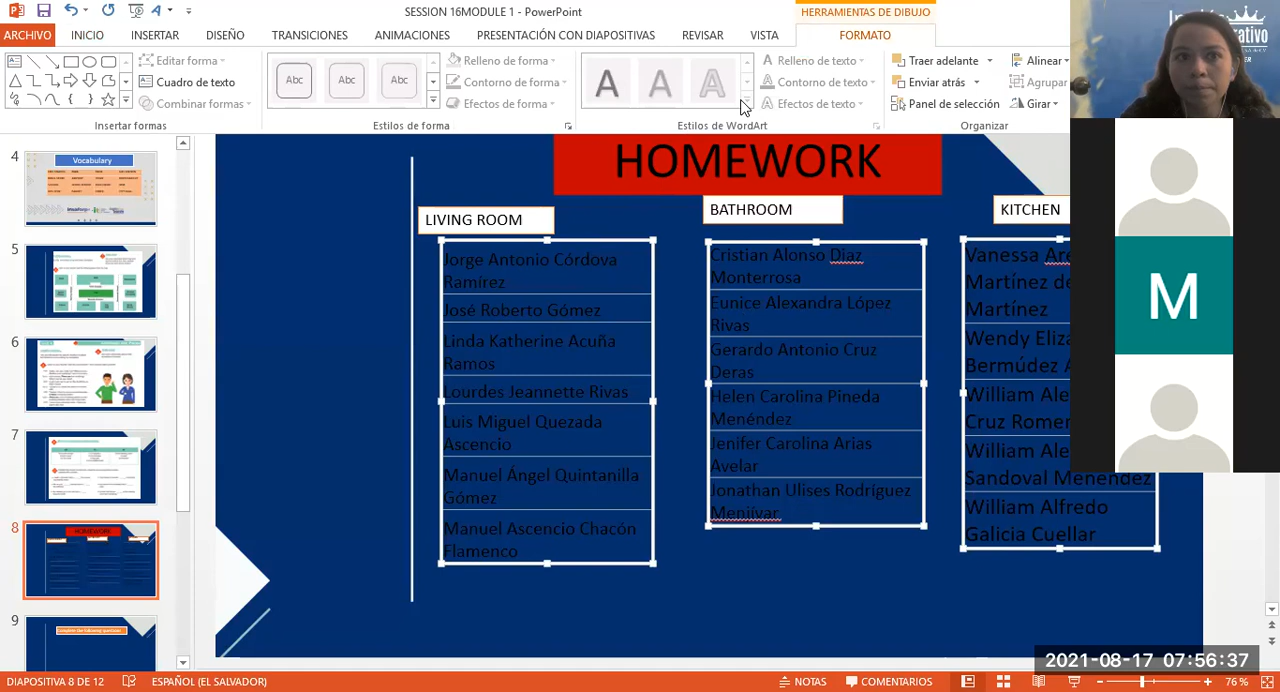 SESSION 16MODULE 1 - PowerPoint
HERRAMIENTAS DE DIBUJO
ARCHIVO INICIO INSERTAR DISEÑO TRANSICIONES ANIMACIONES PRESENTACIÓN CON DIAPOSITIVAS REVISAR VISTA FORMATO
Editar forma
Cuadro de texto
Combinar formas
Insertar formas
Abc Abc Abc
Relleno de forma
Contorno de forma
Efectos de forma
Estilos de forma
A A A
Relleno de texto
Contorno de texto
Efectos de texto
Estilos de WordArt
Traer adelante
Enviar atrás
Panel de selección
Alinear
Agrupar
Girar
Organizar
4
Vocabulary
5
6
7
8
HOMEWORK
9
Complete the following questions
HOMEWORK
LIVING ROOM
Jorge Antonio Córdova
Ramírez
José Roberto Gómez
Linda Katherine Acuña
Ramos
Lourdes Jeannette Rivas
Luis Miguel Quezada
Ascencio
Manuel Ángel Quintanilla
Gómez
Manuel Ascencio Chacón
Flamenco
BATHROOM
Cristian Alonso Diaz
Monterrosa
Eunice Alexandra López
Rivas
Gerardo Antonio Cruz
Deras
Helen Carolina Pineda
Menéndez
Jenifer Carolina Arias
Avelar
Jonathan Ulises Rodríguez
Menjívar
KITCHEN
Vanessa Are
Martínez de
Martínez
Wendy Eliza
Bermúdez A
William Ale
Cruz Rome
William Ale
Sandoval Menéndez
William Alfredo
Galicia Cuellar
M
2021-08-17 07:56:37
DIAPOSITIVA 8 DE 12 ESPAÑOL (EL SALVADOR) NOTAS COMENTARIOS 76 %